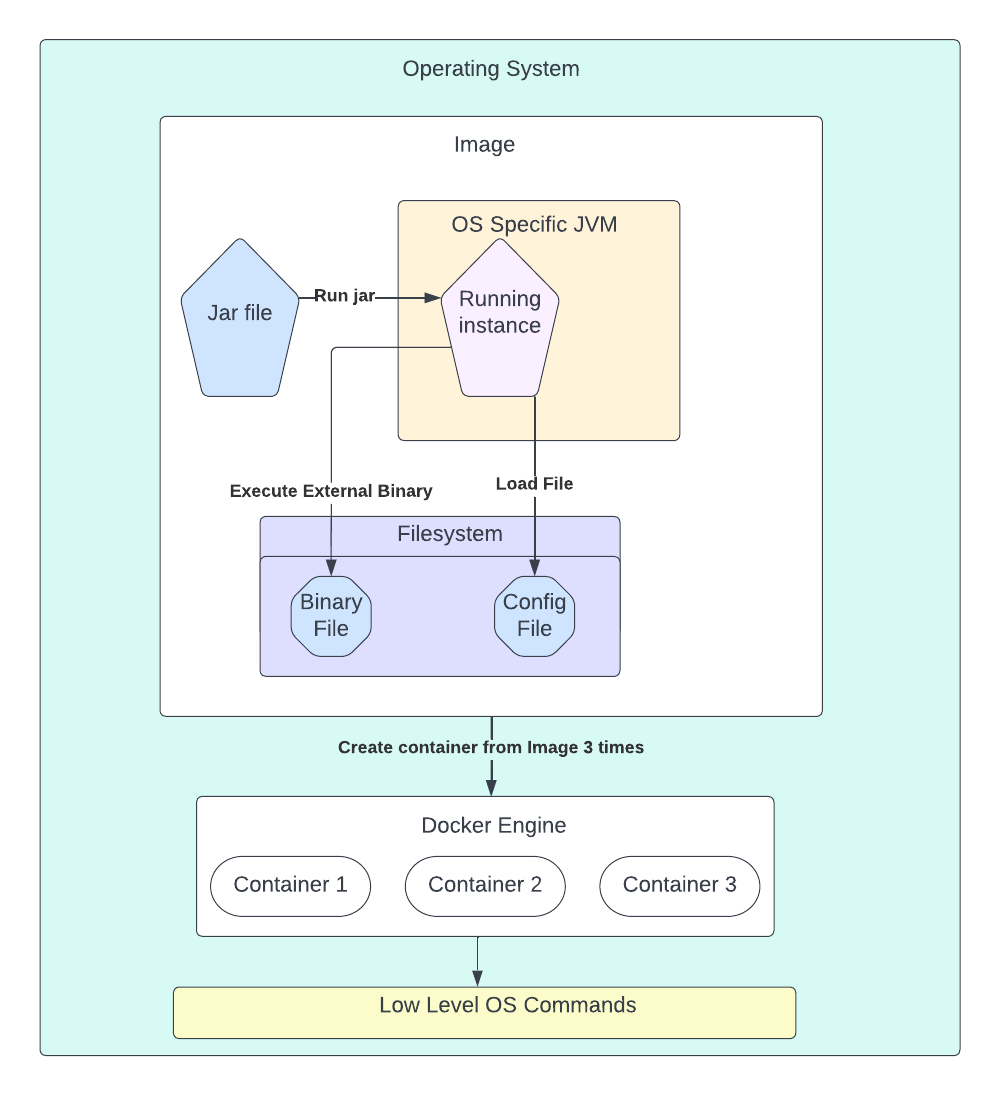 Operating System
Image
OS Specific JVM
Jar file
Run jar
Running
instance
Execute External Binary
Load File
Filesystem
Binary
File
Config
File
Create container from Image 3 times
Docker Engine
Container 1
Container 2
Container 3
Low Level OS Commands